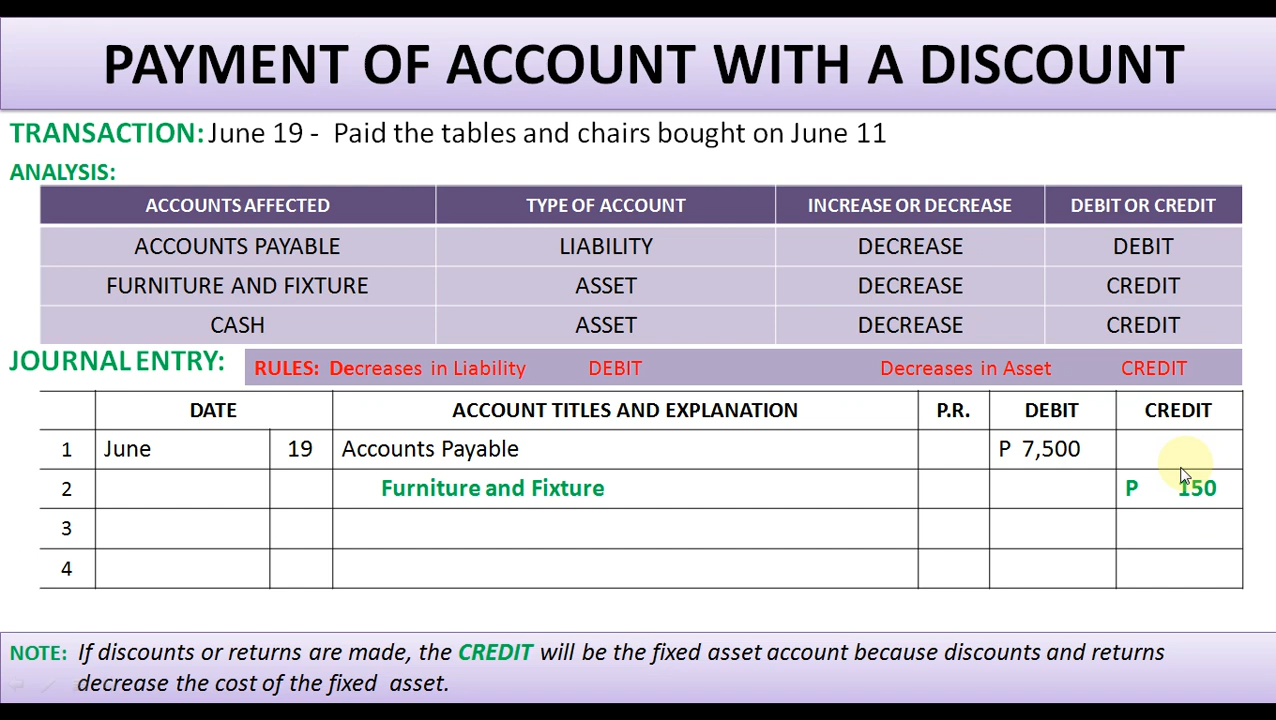 PAYMENT OF ACCOUNT WITH A DISCOUNT
TRANSACTION: June 19 - Paid the tables and chairs bought on June 11
ANALYSIS:
ACCOUNTS AFFECTED TYPE OF ACCOUNT INCREASE OR DECREASE DEBIT OR CREDIT
ACCOUNTS PAYABLE LIABILITY DECREASE DEBIT
FURNITURE AND FIXTURE ASSET DECREASE CREDIT
CASH ASSET DECREASE CREDIT
JOURNAL ENTRY: RULES: Decreases in Liability DEBIT Decreases in Asset CREDIT
DATE ACCOUNT TITLES AND EXPLANATION P.R. DEBIT CREDIT
1 June 19 Accounts Payable P 7,500
2 Furniture and Fixture P 150
3
4
NOTE: If discounts or returns are made, the CREDIT will be the fixed asset account because discounts and returns
decrease the cost of the fixed asset.